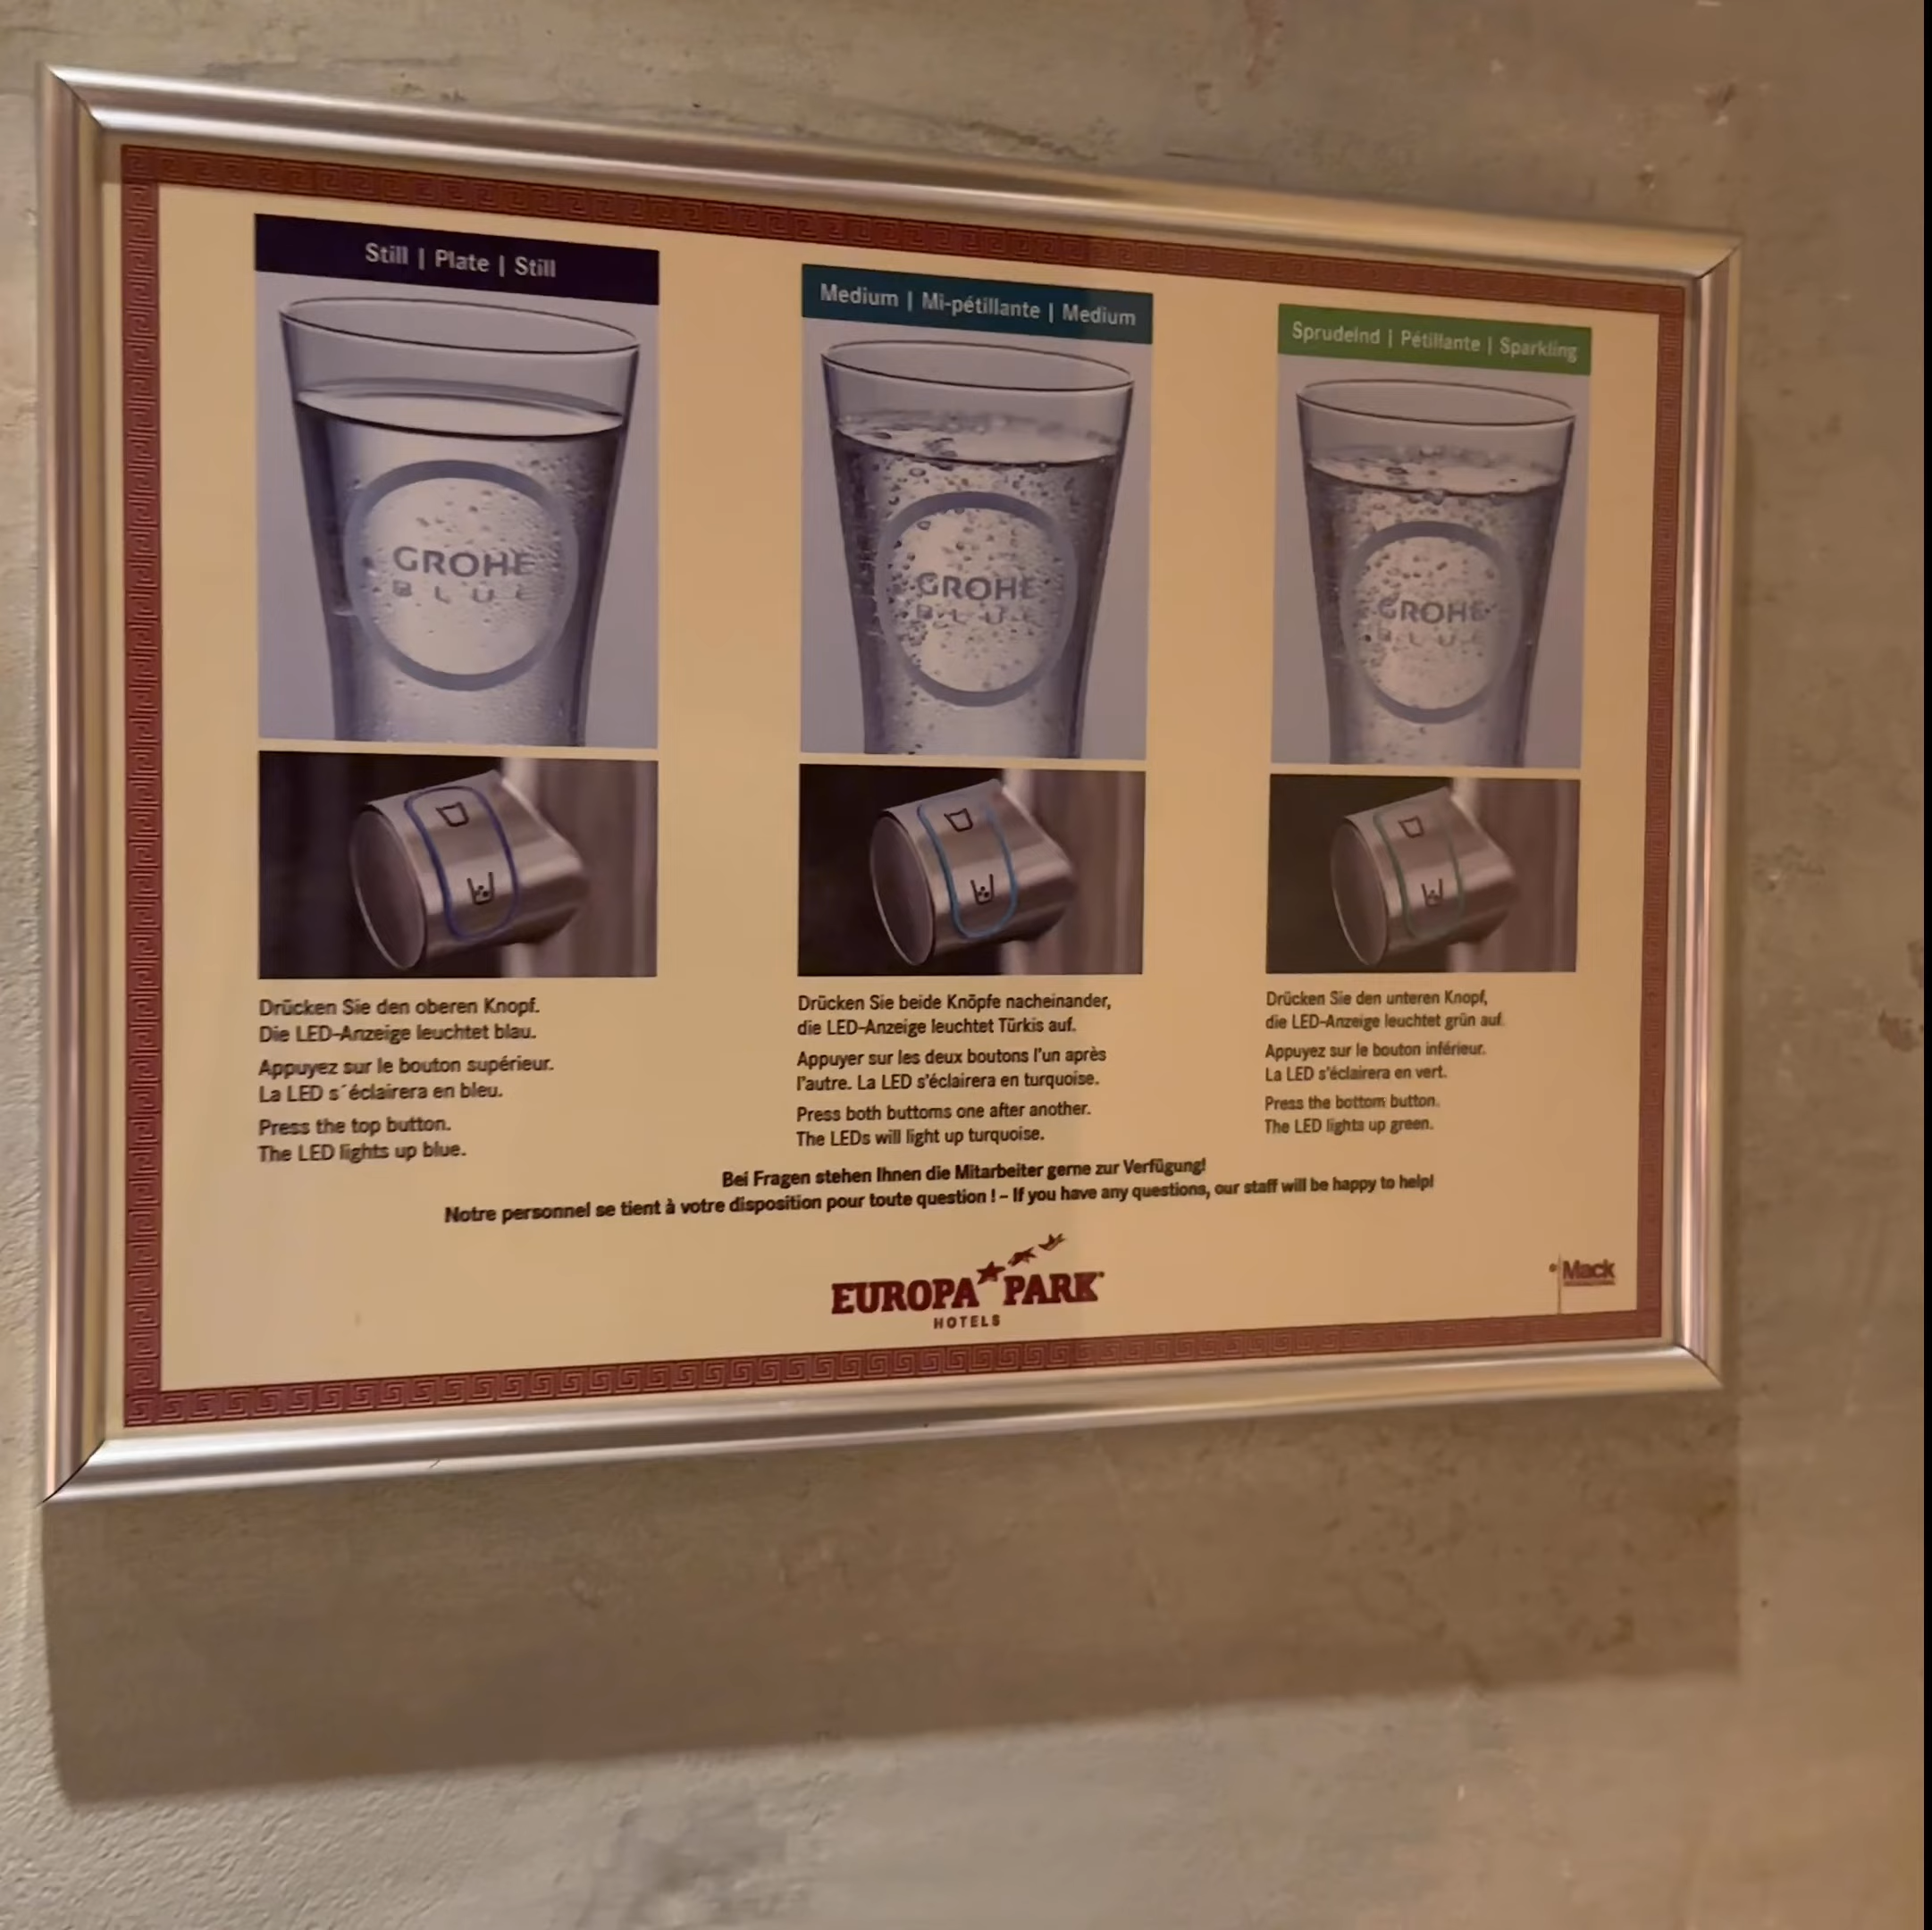 Still | Plate | Still
GROHE
BLUE
Drücken Sie den oberen Knopf.
Die LED-Anzeige leuchtet blau.
Appuyez sur le bouton supérieur.
La LED s´éclairera en bleu.
Press the top button.
The LED lights up blue.
Medium | Mi-pétillante | Medium
GROHE
BLUE
Drücken Sie beide Knöpfe nacheinander,
die LED-Anzeige leuchtet Türkis auf.
Appuyer sur les deux boutons l'un après
l'autre. La LED s'éclairera en turquoise.
Press both buttoms one after another.
The LEDs will light up turquoise.
Sprudelnd | Pétillante | Sparkling
GROHE
BLUE
Drücken Sie den unteren Knopf,
die LED-Anzeige leuchtet grün auf.
Appuyez sur le bouton inférieur.
La LED s'éclairera en vert.
Press the bottom button.
The LED lights up green.
Bei Fragen stehen Ihnen die Mitarbeiter gerne zur Verfügung!
Notre personnel se tient à votre disposition pour toute question ! – If you have any questions, our staff will be happy to help!
EUROPA PARK
HOTELS
Mack